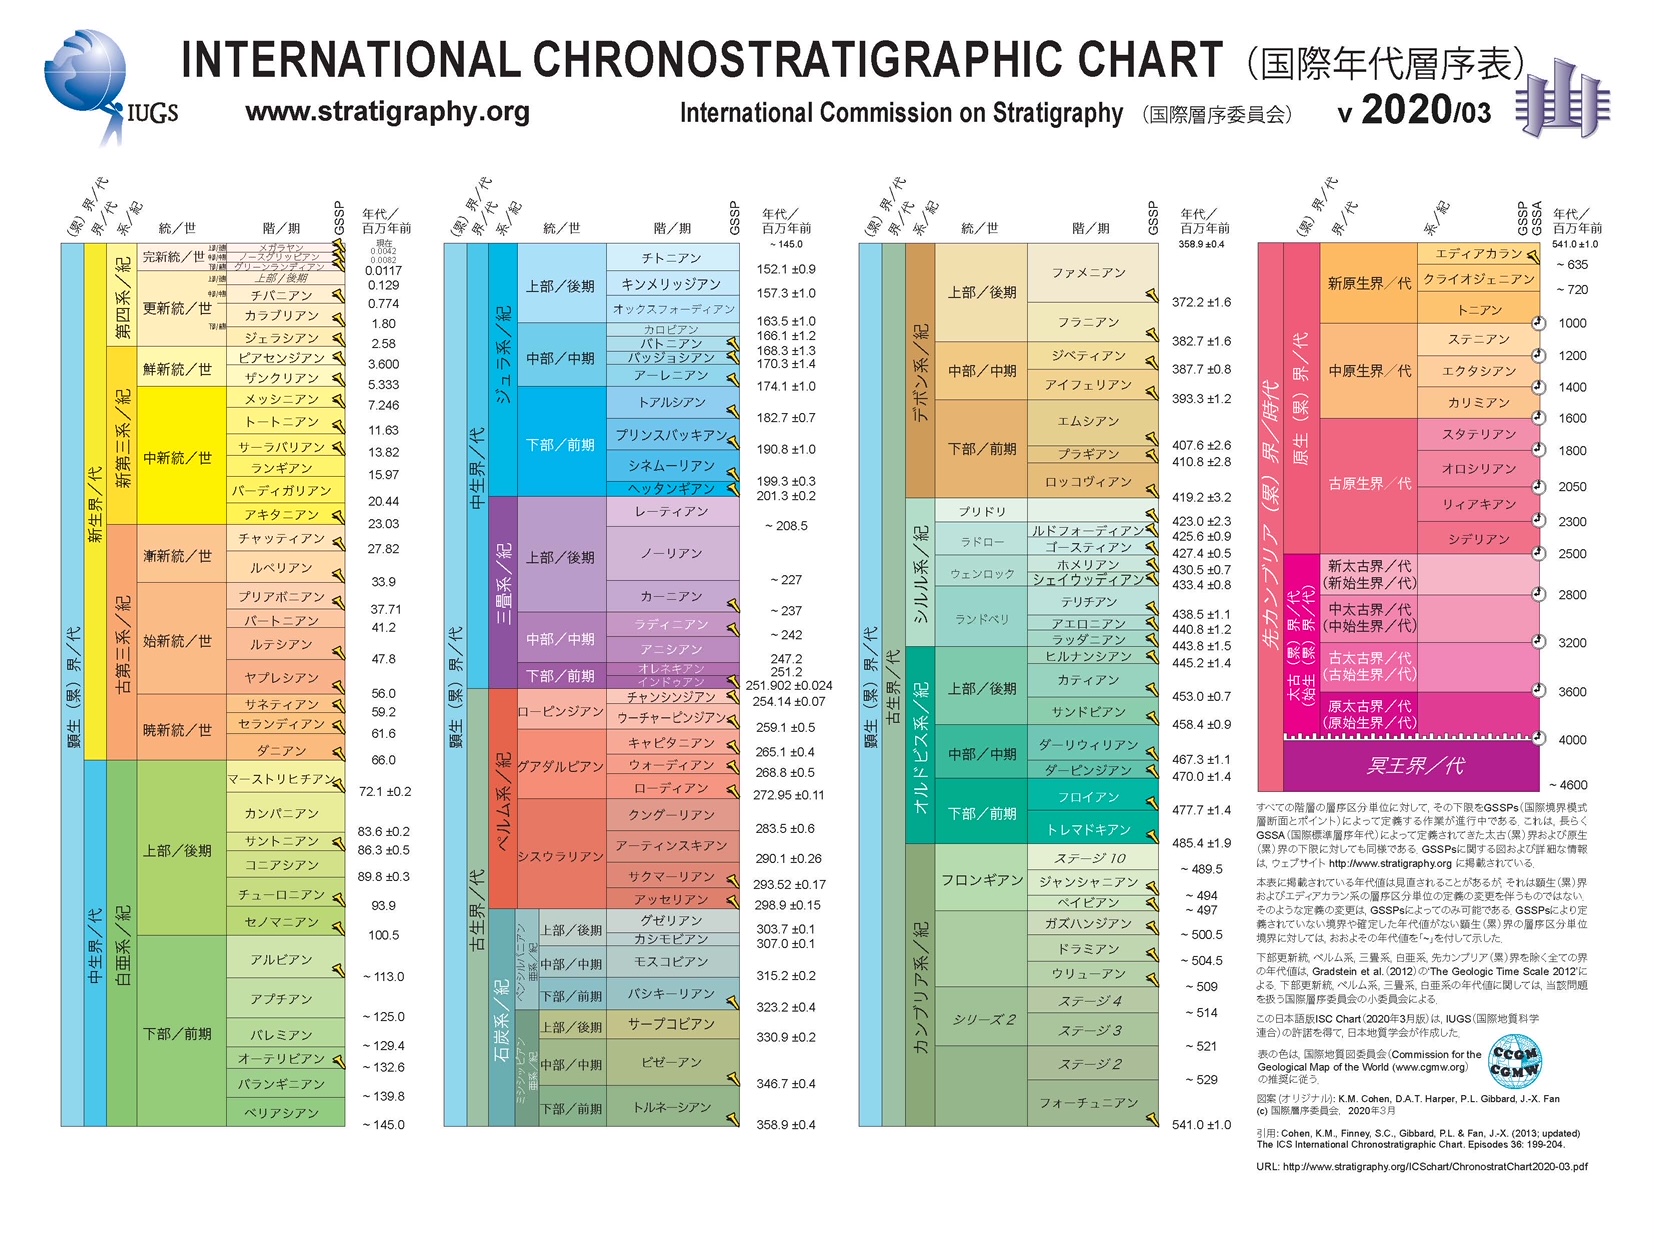 INTERNATIONAL CHRONOSTRATIGRAPHIC CHART（国際年代層序表）
IUGS
www.stratigraphy.org
International Commission on Stratigraphy （国際層序委員会）
v 2020/03
（累）界／代
界／代
系／紀
統／世
階／期
GSSP
年代／
百万年前
顕生（累）界／代
新生界／代
中生界／代
第四系／紀
新第三系／紀
古第三系／紀
白亜系／紀
完新統／世
更新統／世
鮮新統／世
中新統／世
漸新統／世
始新統／世
暁新統／世
上部／後期
下部／前期
メガラヤン
ノースグリッピアン
グリーンランディアン
上部／後期
チバニアン
カラブリアン
ジェラシアン
ピアセンジアン
ザンクリアン
メッシニアン
トートニアン
サーラバリアン
ランギアン
バーディガリアン
アキタニアン
チャッティアン
ルペリアン
プリアボニアン
バートニアン
ルテシアン
ヤプレシアン
サネティアン
セランディアン
ダニアン
マーストリヒチアン
カンパニアン
サントニアン
コニアシアン
チューロニアン
セノマニアン
アルビアン
アプチアン
バレミアン
オーテリビアン
バランギニアン
ベリアシアン
現在
0.0042
0.0082
0.0117
0.129
0.774
1.80
2.58
3.600
5.333
7.246
11.63
13.82
15.97
20.44
23.03
27.82
33.9
37.71
41.2
47.8
56.0
59.2
61.6
66.0
72.1 ±0.2
83.6 ±0.2
86.3 ±0.5
89.8 ±0.3
93.9
100.5
~ 113.0
~ 125.0
~ 129.4
~ 132.6
~ 139.8
~ 145.0
（累）界／代
界／代
系／紀
統／世
階／期
GSSP
年代／
百万年前
顕生（累）界／代
中生界／代
古生界／代
ジュラ系／紀
三畳系／紀
ペルム系／紀
石炭系／紀
ペンシルバニアン
亜系／紀
ミシシッピアン
亜系／紀
上部／後期
中部／中期
下部／前期
上部／後期
中部／中期
下部／前期
ローピンジアン
グアダルピアン
シスウラリアン
上部／後期
中部／中期
下部／前期
上部／後期
中部／中期
下部／前期
チトニアン
キンメリッジアン
オックスフォーディアン
カロビアン
バトニアン
バッジョシアン
アーレニアン
トアルシアン
プリンスバッキアン
シネムーリアン
ヘッタンギアン
レーティアン
ノーリアン
カーニアン
ラディニアン
アニシアン
オレネキアン
インドゥアン
チャンシンジアン
ウーチャーピンジアン
キャピタニアン
ウォーディアン
ローディアン
クングーリアン
アーティンスキアン
サクマーリアン
アッセリアン
グゼリアン
カシモビアン
モスコビアン
バシキーリアン
サープコビアン
ビゼーアン
トルネーシアン
~ 145.0
152.1 ±0.9
157.3 ±1.0
163.5 ±1.0
166.1 ±1.2
168.3 ±1.3
170.3 ±1.4
174.1 ±1.0
182.7 ±0.7
190.8 ±1.0
199.3 ±0.3
201.3 ±0.2
~ 208.5
~ 227
~ 237
~ 242
247.2
251.2
251.902 ±0.024
254.14 ±0.07
259.1 ±0.5
265.1 ±0.4
268.8 ±0.5
272.95 ±0.11
283.5 ±0.6
290.1 ±0.26
293.52 ±0.17
298.9 ±0.15
303.7 ±0.1
307.0 ±0.1
315.2 ±0.2
323.2 ±0.4
330.9 ±0.2
346.7 ±0.4
358.9 ±0.4
（累）界／代
界／代
系／紀
統／世
階／期
GSSP
年代／
百万年前
顕生（累）界／代
古生界／代
デボン系／紀
シルル系／紀
オルドビス系／紀
カンブリア系／紀
上部／後期
中部／中期
下部／前期
プリドリ
ラドロー
ウェンロック
ランドベリ
上部／後期
中部／中期
下部／前期
フロンギアン
ミャオリンギアン
シリーズ 2
テレニュービアン
ファメニアン
フラニアン
ジベティアン
アイフェリアン
エムシアン
プラギアン
ロッコヴィアン
ルドフォーディアン
ゴースティアン
ホメリアン
シェイウッディアン
テリチアン
アエロニアン
ラッダニアン
ヒルナンシアン
カティアン
サンドビアン
ダーリウィリアン
ダーピンジアン
フロイアン
トレマドキアン
ステージ 10
ジャンシャニアン
ペイビアン
ガズハンジアン
ドラミアン
ウリューアン
ステージ 4
ステージ 3
ステージ 2
フォーチュニアン
358.9 ±0.4
372.2 ±1.6
382.7 ±1.6
387.7 ±0.8
393.3 ±1.2
407.6 ±2.6
410.8 ±2.8
419.2 ±3.2
423.0 ±2.3
425.6 ±0.9
427.4 ±0.5
430.5 ±0.7
433.4 ±0.8
438.5 ±1.1
440.8 ±1.2
443.8 ±1.5
445.2 ±1.4
453.0 ±0.7
458.4 ±0.9
467.3 ±1.1
470.0 ±1.4
477.7 ±1.4
485.4 ±1.9
~ 489.5
~ 494
~ 497
~ 500.5
~ 504.5
~ 509
~ 514
~ 521
~ 529
541.0 ±1.0
（累）界／代
界／代
系／紀
GSSP
GSSA
年代／
百万年前
先カンブリア（累）界／時代
原生（累）界／代
太古（累）界／代
（始生（累）界／代）
新原生界／代
中原生界／代
古原生界／代
新太古界／代
（新始生界／代）
中太古界／代
（中始生界／代）
古太古界／代
（古始生界／代）
原太古界／代
（原始生界／代）
冥王界／代
エディアカラン
クライオジェニアン
トニアン
ステニアン
エクタシアン
カリミアン
スタテリアン
オロシリアン
リィアキアン
シデリアン
541.0 ±1.0
~ 635
~ 720
1000
1200
1400
1600
1800
2050
2300
2500
2800
3200
3600
4000
~ 4600
すべての階層の層序区分単位に対して, その下限をGSSPs（国際境界模式
層断面とポイント）によって定義する作業が進行中である. これは, 長らく
GSSA（国際標準層序年代）によって定義されてきた太古（累）界および原生
（累）界の下限に対しても同様である. GSSPsに関する図および詳細な情報
は, ウェブサイト http://www.stratigraphy.org に掲載されている.
本表に掲載されている年代値は見直されることがあるが, それは顕生（累）界
およびエディアカラン系の層序区分単位の定義の変更を伴うものではない.
そのような定義の変更は, GSSPsによってのみ可能である. GSSPsにより定
義されていない境界や確定した年代値がない顕生（累）界の層序区分単位
境界に対しては, おおよその年代値を「~」を付して示した.
下部更新統, ペルム系, 三畳系, 白亜系, 先カンブリア（累）界を除く全ての界
の年代値は, Gradstein et al.（2012）の'The Geologic Time Scale 2012'に
よる. 下部更新統, ペルム系, 三畳系, 白亜系の年代値に関しては, 当該問題
を扱う国際層序委員会の小委員会による.
この日本語版ISC Chart（2020年3月版）は, IUGS（国際地質科学
連合）の許諾を得て, 日本地質学会が作成した.
表の色は, 国際地質図委員会（Commission for the
Geological Map of the World (www.cgmw.org)
の推奨に従う.
CCGM
CGMW
図案 (オリジナル): K.M. Cohen, D.A.T. Harper, P.L. Gibbard, J.-X. Fan
(c) 国際層序委員会, 2020年3月
引用: Cohen, K.M., Finney, S.C., Gibbard, P.L. & Fan, J.-X. (2013; updated)
The ICS International Chronostratigraphic Chart. Episodes 36: 199-204.
URL: http://www.stratigraphy.org/ICSchart/ChronostratChart2020-03.pdf